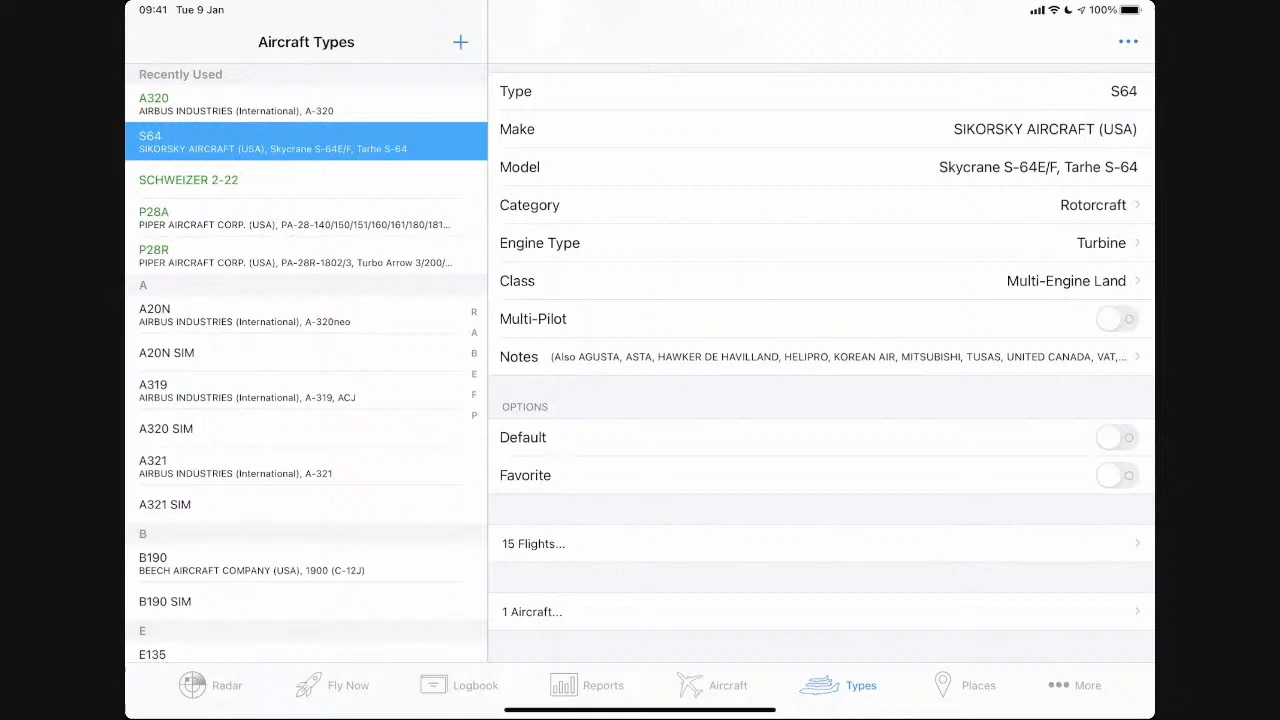 09:41 Tue 9 Jan
100%
Aircraft Types
Recently Used
A320
AIRBUS INDUSTRIES (International), A-320
S64
SIKORSKY AIRCRAFT (USA), Skycrane S-64E/F, Tarhe S-64
SCHWEIZER 2-22
P28A
PIPER AIRCRAFT CORP. (USA), PA-28-140/150/151/160/161/180/181...
P28R
PIPER AIRCRAFT CORP. (USA), PA-28R-1802/3, Turbo Arrow 3/200/...
A
A20N
AIRBUS INDUSTRIES (International), A-320neo
A20N SIM
A319
AIRBUS INDUSTRIES (International), A-319, ACJ
A320 SIM
A321
AIRBUS INDUSTRIES (International), A-321
A321 SIM
B
B190
BEECH AIRCRAFT COMPANY (USA), 1900 (C-12J)
B190 SIM
E
E135
R
A
B
E
F
P
Type S64
Make SIKORSKY AIRCRAFT (USA)
Model Skycrane S-64E/F, Tarhe S-64
Category Rotorcraft
Engine Type Turbine
Class Multi-Engine Land
Multi-Pilot
Notes (Also AGUSTA, ASTA, HAWKER DE HAVILLAND, HELIPRO, KOREAN AIR, MITSUBISHI, TUSAS, UNITED CANADA, VAT,...
OPTIONS
Default
Favorite
15 Flights...
1 Aircraft...
Radar Fly Now Logbook Reports Aircraft Types Places More